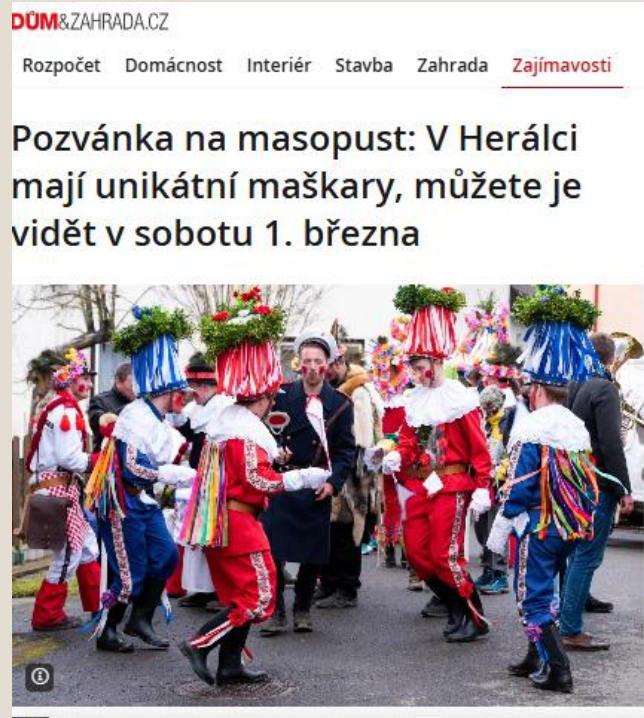 DŮM&ZAHRADA.CZ
Rozpočet Domácnost Interiér Stavba Zahrada Zajímavosti
Pozvánka na masopust: V Herálci
mají unikátní maškary, můžete je
vidět v sobotu 1. března